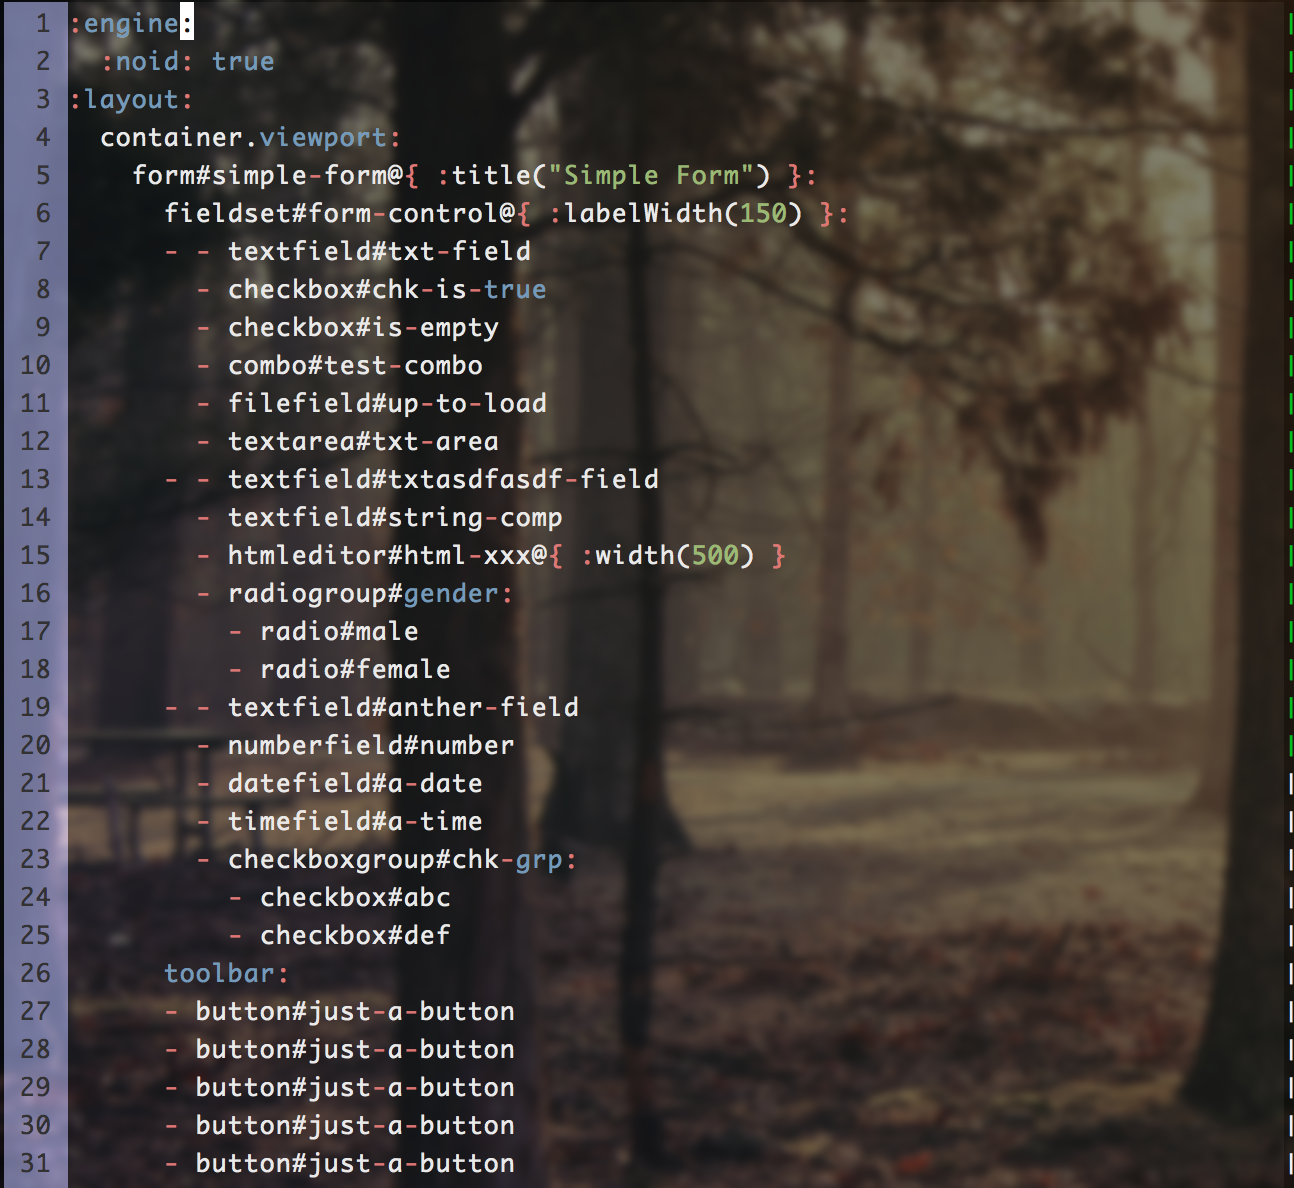 1 :engine:
2   :noid: true
3 :layout:
4   container.viewport:
5     form#simple-form@{ :title("Simple Form") }:
6       fieldset#form-control@{ :labelWidth(150) }:
7       - - textfield#txt-field
8         - checkbox#chk-is-true
9         - checkbox#is-empty
10         - combo#test-combo
11         - filefield#up-to-load
12         - textarea#txt-area
13       - - textfield#txtasdfasdf-field
14         - textfield#string-comp
15         - htmleditor#html-xxx@{ :width(500) }
16         - radiogroup#gender:
17           - radio#male
18           - radio#female
19       - - textfield#anther-field
20         - numberfield#number
21         - datefield#a-date
22         - timefield#a-time
23         - checkboxgroup#chk-grp:
24           - checkbox#abc
25           - checkbox#def
26       toolbar:
27       - button#just-a-button
28       - button#just-a-button
29       - button#just-a-button
30       - button#just-a-button
31       - button#just-a-button